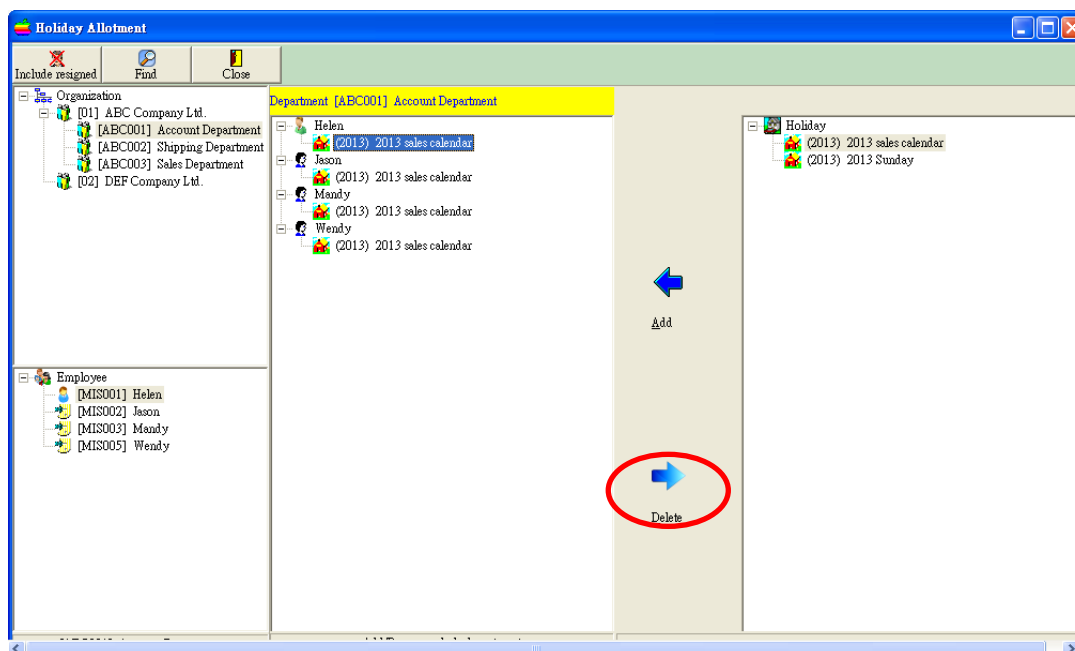 Holiday Allotment
Include resigned
Find
Close
Organization
[01] ABC Company Ltd.
[ABC001] Account Department
[ABC002] Shipping Department
[ABC003] Sales Department
[02] DEF Company Ltd.
Employee
[MIS001] Helen
[MIS002] Jason
[MIS003] Mandy
[MIS005] Wendy
Department [ABC001] Account Department
Helen
(2013) 2013 sales calendar
Jason
(2013) 2013 sales calendar
Mandy
(2013) 2013 sales calendar
Wendy
(2013) 2013 sales calendar
Add
Delete
Holiday
(2013) 2013 sales calendar
(2013) 2013 Sunday